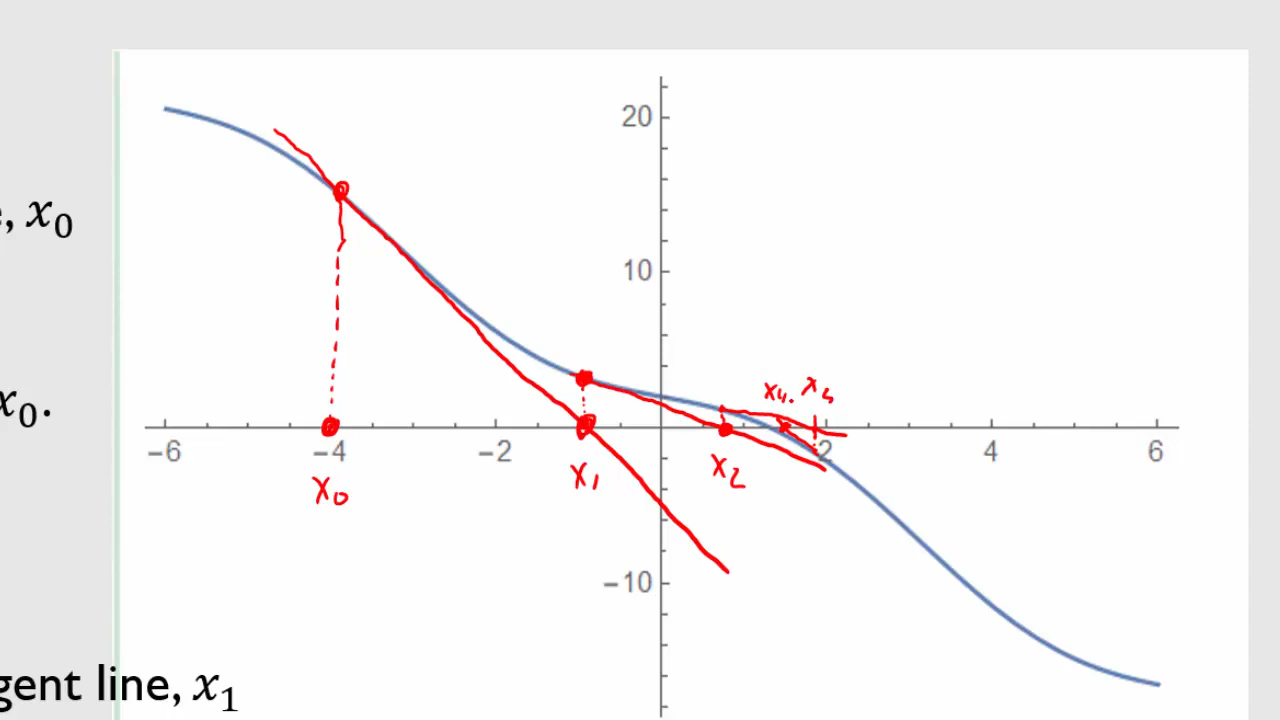 20
e, x₀
10
x₄. x₃
x₀.
−6 −4 −2 2 4 6
x₀ x₁ x₂
−10
gent line, x₁